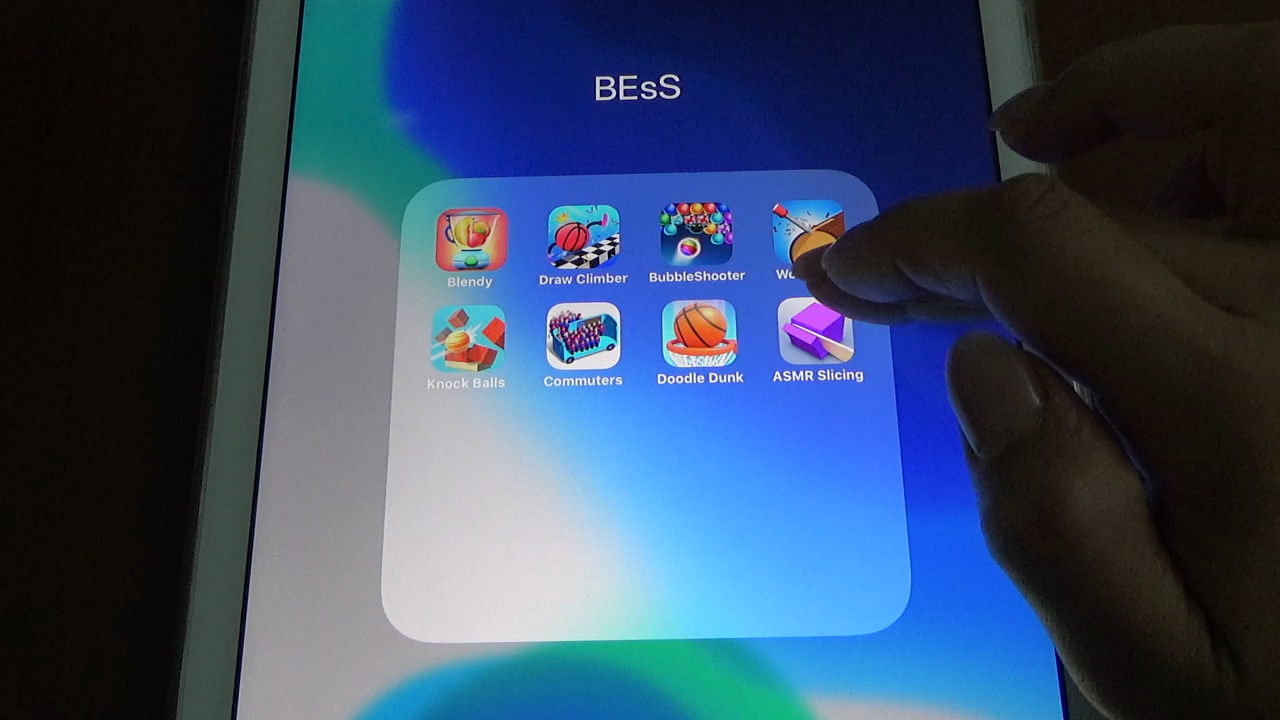 BEsS
Blendy
Draw Climber
BubbleShooter
Knock Balls
Commuters
Doodle Dunk
ASMR Slicing